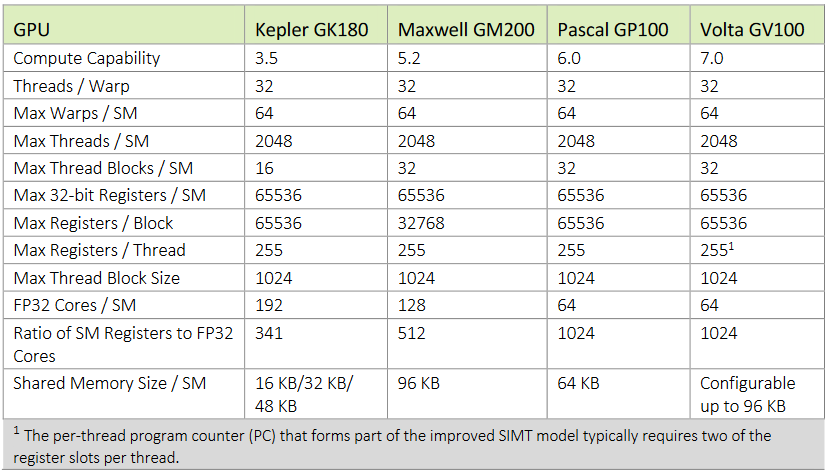 GPU Kepler GK180 Maxwell GM200 Pascal GP100 Volta GV100
Compute Capability 3.5 5.2 6.0 7.0
Threads / Warp 32 32 32 32
Max Warps / SM 64 64 64 64
Max Threads / SM 2048 2048 2048 2048
Max Thread Blocks / SM 16 32 32 32
Max 32-bit Registers / SM 65536 65536 65536 65536
Max Registers / Block 65536 32768 65536 65536
Max Registers / Thread 255 255 255 255¹
Max Thread Block Size 1024 1024 1024 1024
FP32 Cores / SM 192 128 64 64
Ratio of SM Registers to FP32 341 512 1024 1024
Cores
Shared Memory Size / SM 16 KB/32 KB/ 96 KB 64 KB Configurable
48 KB up to 96 KB
¹ The per-thread program counter (PC) that forms part of the improved SIMT model typically requires two of the
register slots per thread.